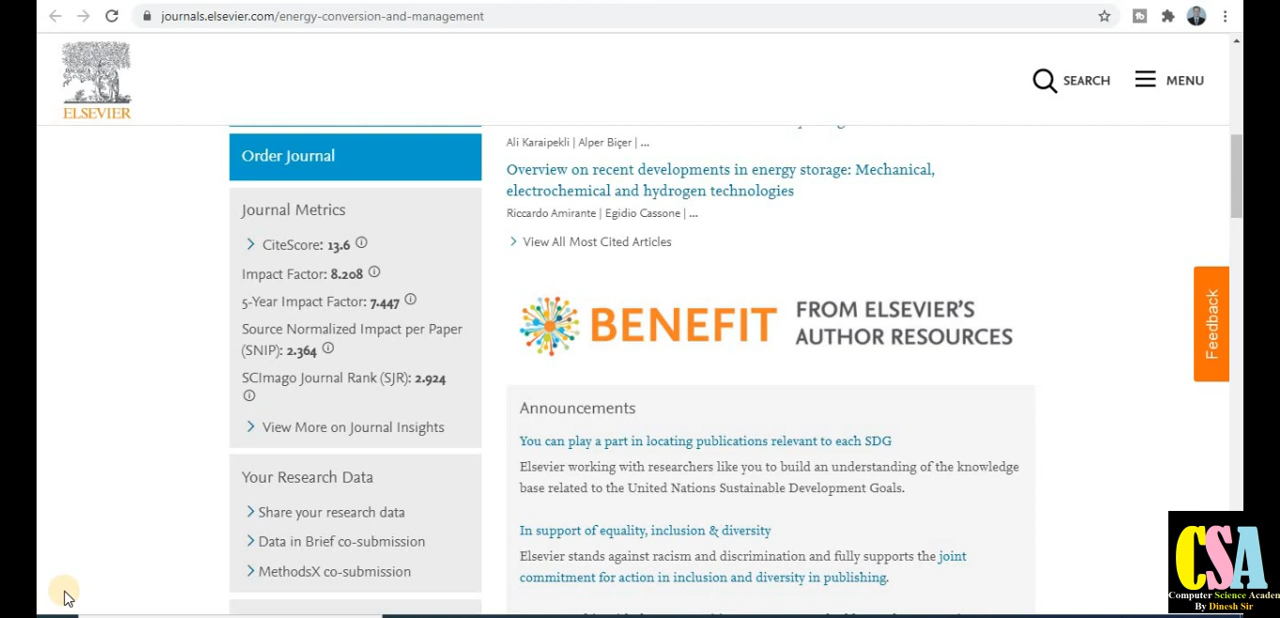 journals.elsevier.com/energy-conversion-and-management
ELSEVIER
SEARCH
MENU
Order Journal
Journal Metrics
CiteScore: 13.6
Impact Factor: 8.208
5-Year Impact Factor: 7.447
Source Normalized Impact per Paper
(SNIP): 2.364
SCImago Journal Rank (SJR): 2.924
View More on Journal Insights
Your Research Data
Share your research data
Data in Brief co-submission
MethodsX co-submission
Ali Karaipekli | Alper Biçer | ...
Overview on recent developments in energy storage: Mechanical,
electrochemical and hydrogen technologies
Riccardo Amirante | Egidio Cassone | ...
View All Most Cited Articles
BENEFIT
FROM ELSEVIER'S
AUTHOR RESOURCES
Announcements
You can play a part in locating publications relevant to each SDG
Elsevier working with researchers like you to build an understanding of the knowledge
base related to the United Nations Sustainable Development Goals.
In support of equality, inclusion & diversity
Elsevier stands against racism and discrimination and fully supports the joint
commitment for action in inclusion and diversity in publishing.
Feedback
CSA
Computer Science Academ
By Dinesh Sir